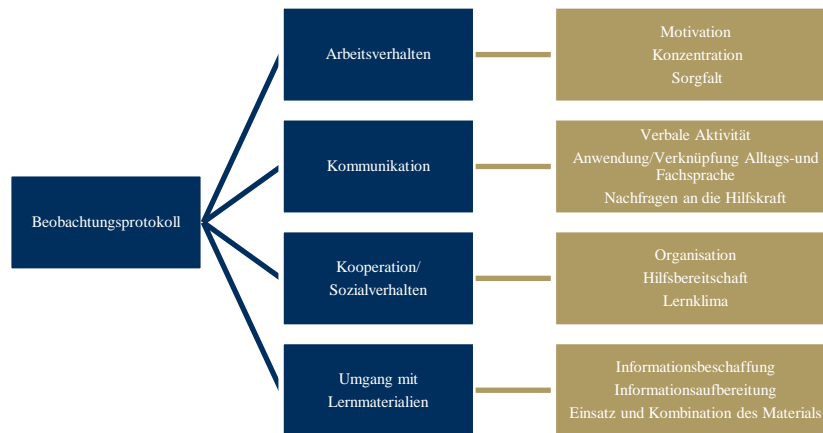 Beobachtungsprotokoll
Arbeitsverhalten
Motivation
Konzentration
Sorgfalt
Kommunikation
Verbale Aktivität
Anwendung/Verknüpfung Alltags-und
Fachsprache
Nachfragen an die Hilfskraft
Kooperation/
Sozialverhalten
Organisation
Hilfsbereitschaft
Lernklima
Umgang mit
Lernmaterialien
Informationsbeschaffung
Informationsaufbereitung
Einsatz und Kombination des Materials